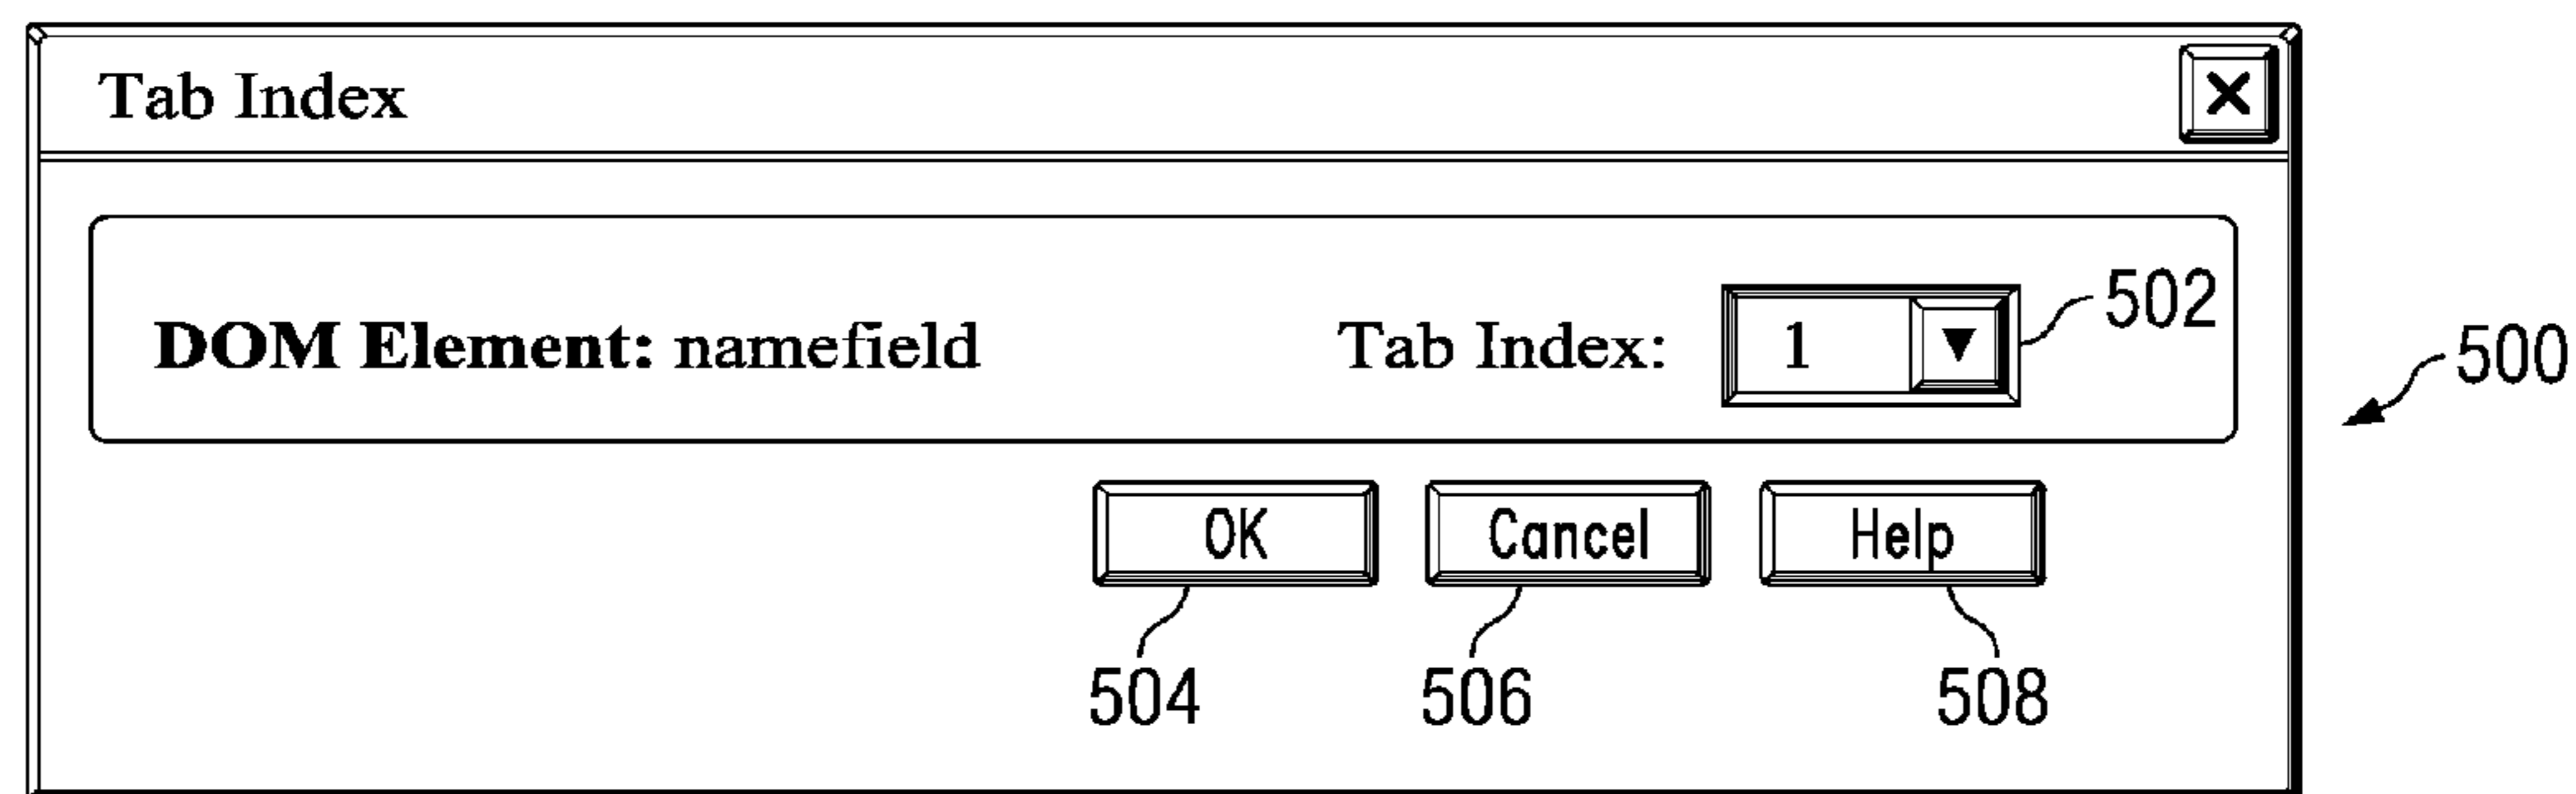 Tab Index
DOM Element: namefield Tab Index: 1 502
500
OK Cancel Help
504 506 508